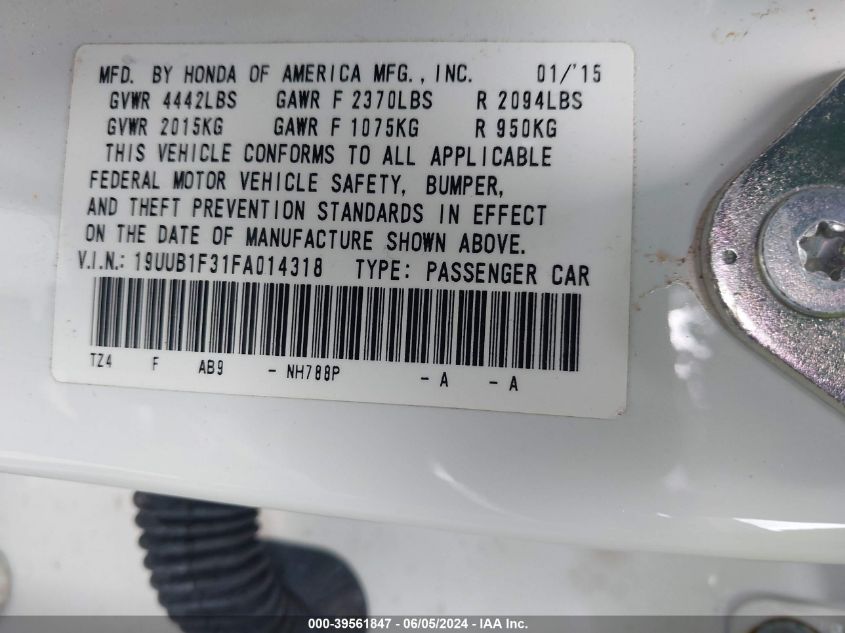 MFD. BY HONDA OF AMERICA MFG., INC. 01/'15
GVWR 4442LBS GAWR F 2370LBS R 2094LBS
GVWR 2015KG GAWR F 1075KG R 950KG
THIS VEHICLE CONFORMS TO ALL APPLICABLE
FEDERAL MOTOR VEHICLE SAFETY, BUMPER,
AND THEFT PREVENTION STANDARDS IN EFFECT
ON THE DATE OF MANUFACTURE SHOWN ABOVE.
V.I.N.: 19UUB1F31FA014318 TYPE: PASSENGER CAR
TZ4 F AB9 - NH788P - A - A
000-39561847 - 06/05/2024 - IAA, Inc.